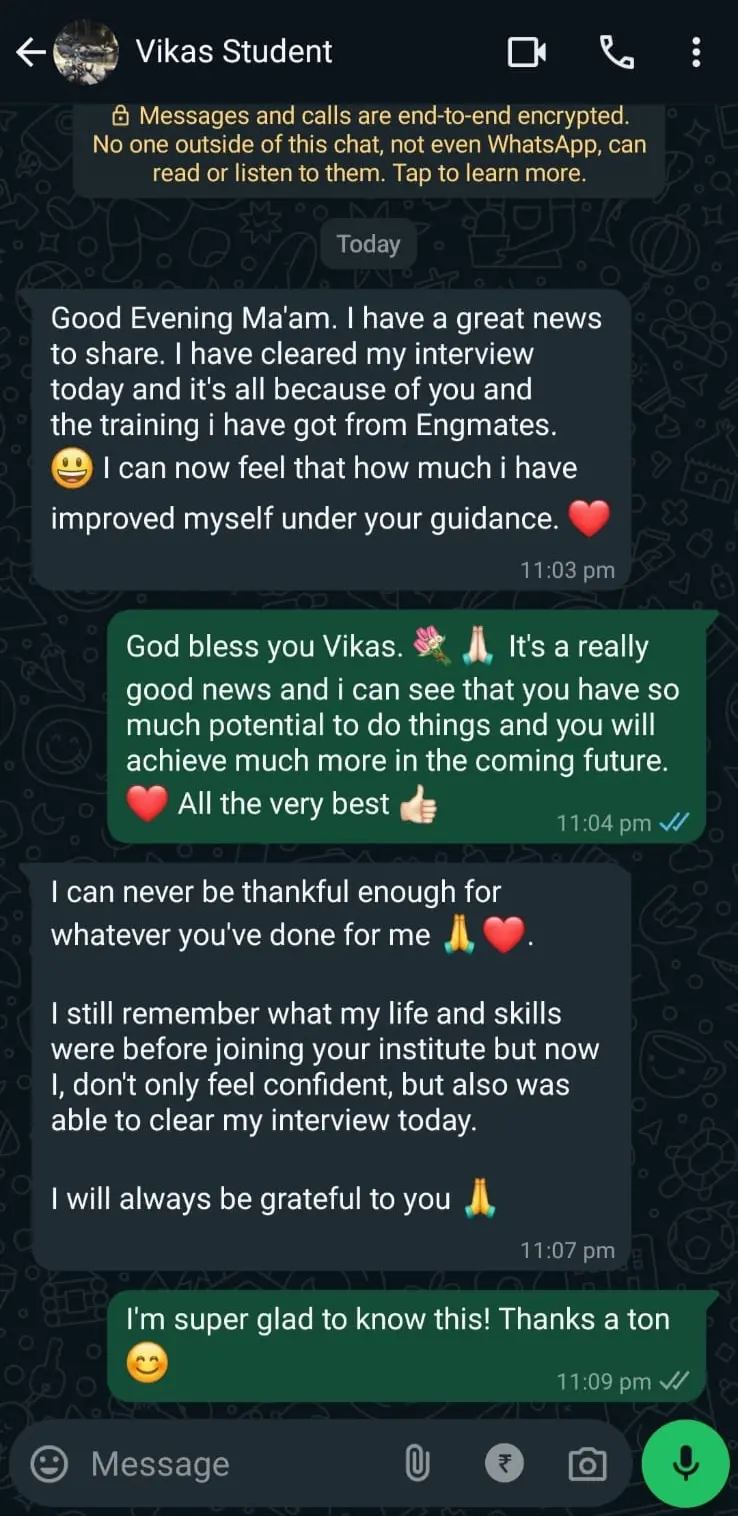 Vikas Student
Messages and calls are end-to-end encrypted.
No one outside of this chat, not even WhatsApp, can
read or listen to them. Tap to learn more.
Today
Good Evening Ma'am. I have a great news
to share. I have cleared my interview
today and it's all because of you and
the training i have got from Engmates.
😃 I can now feel that how much i have
improved myself under your guidance. ❤️
11:03 pm
God bless you Vikas. 💐 🙏🏻 It's a really
good news and i can see that you have so
much potential to do things and you will
achieve much more in the coming future.
❤️ All the very best 👍🏻
11:04 pm
I can never be thankful enough for
whatever you've done for me 🙏❤️.
I still remember what my life and skills
were before joining your institute but now
I, don't only feel confident, but also was
able to clear my interview today.
I will always be grateful to you 🙏
11:07 pm
I'm super glad to know this! Thanks a ton
😊
11:09 pm
Message
₹